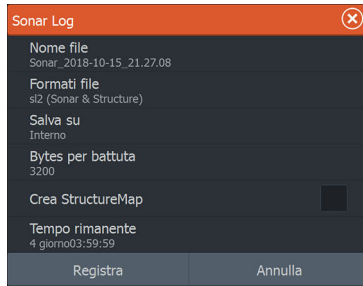 Sonar Log
Nome file
Sonar_2018-10-15_21.27.08
Formati file
sl2 (Sonar & Structure)
Salva su
Interno
Bytes per battuta
3200
Crea StructureMap
Tempo rimanente
4 giorno03:59:59
Registra
Annulla